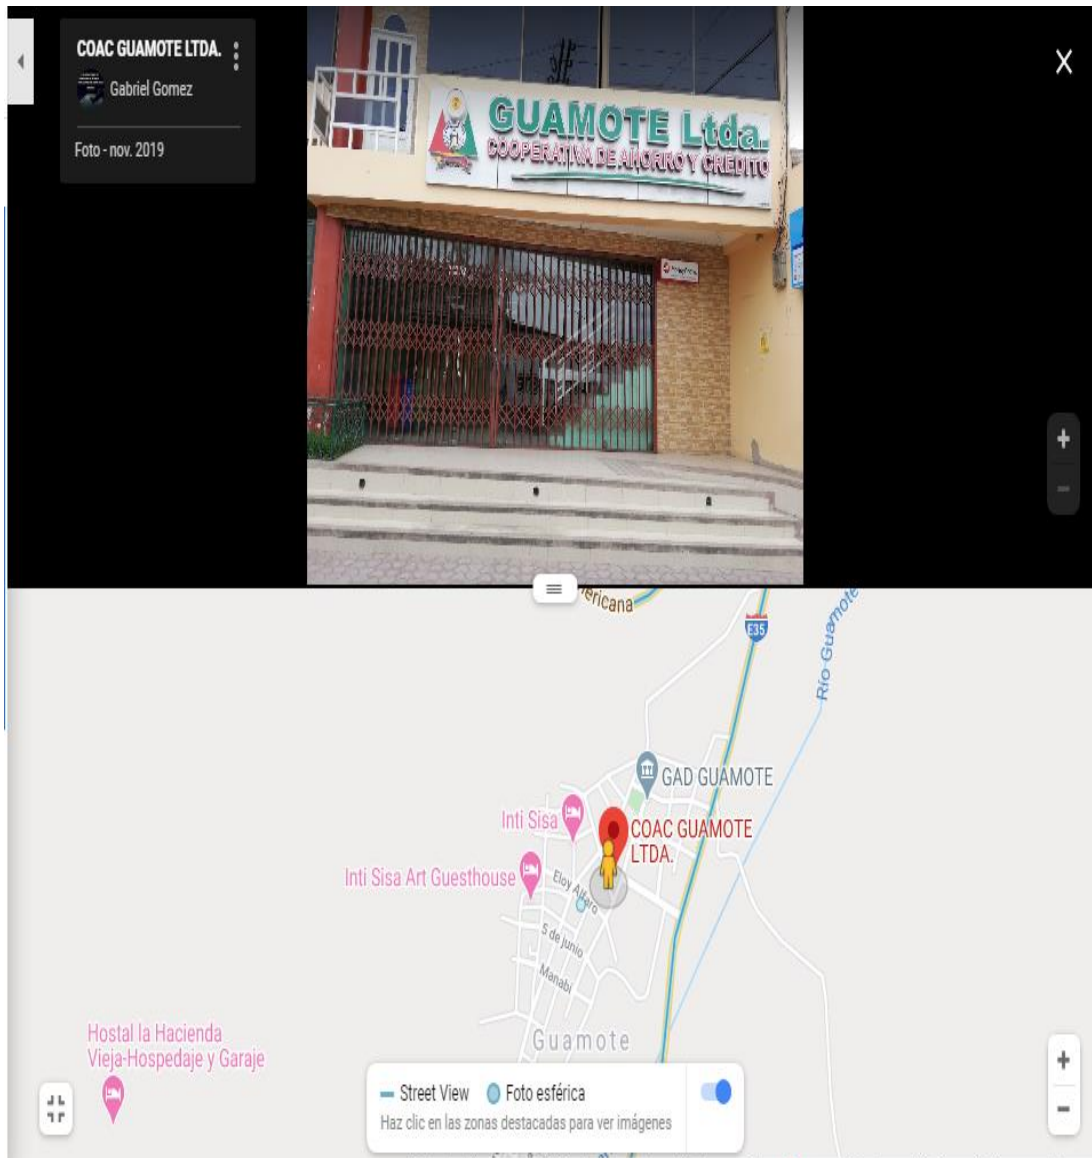 COAC GUAMOTE LTDA.
Gabriel Gomez
Foto - nov. 2019
GUAMOTE Ltda.
COOPERATIVA DE AHORRO Y CREDITO
ericana
E35
Río Guamote
GAD GUAMOTE
Inti Sisa
COAC GUAMOTE
LTDA.
Inti Sisa Art Guesthouse
Eloy Alfaro
5 de junio
Manabí
Guamote
Hostal la Hacienda
Vieja-Hospedaje y Garaje
Street View
Foto esférica
Haz clic en las zonas destacadas para ver imágenes